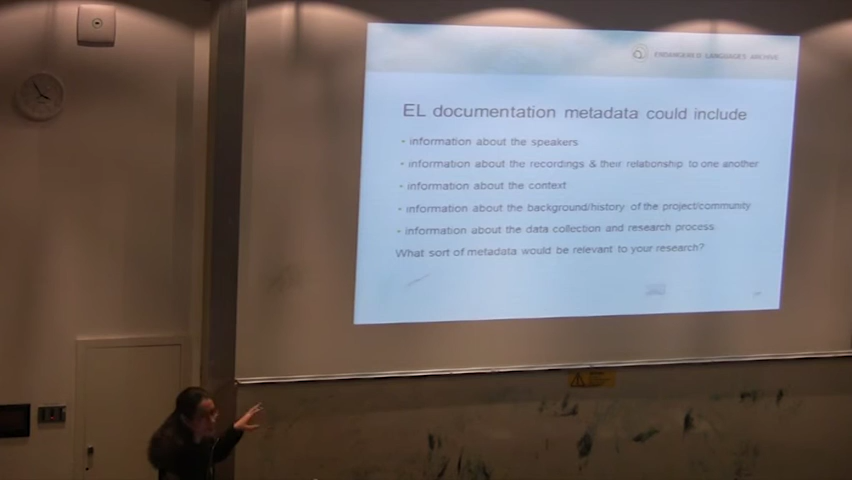 ENDANGERED LANGUAGES ARCHIVE
EL documentation metadata could include
- information about the speakers
- information about the recordings & their relationship to one another
- information about the context
- information about the background/history of the project/community
- information about the data collection and research process
What sort of metadata would be relevant to your research?